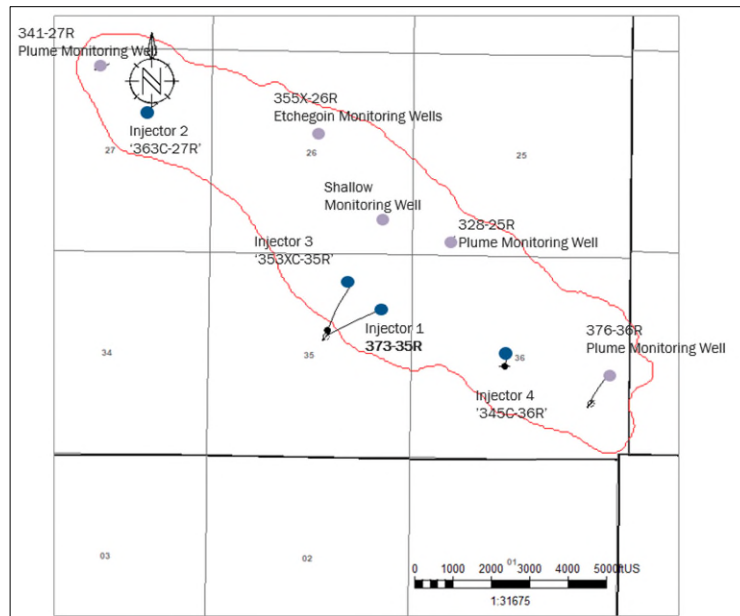 341-27R
Plume Monitoring Well
N
355X-26R
Etchegoin Monitoring Wells
Injector 2
'363C-27R'
27
26
25
Shallow
Monitoring Well
328-25R
Plume Monitoring Well
Injector 3
'353XC-35R'
Injector 1
373-35R
376-36R
Plume Monitoring Well
34
35
36
Injector 4
'345C-36R'
03
02
01
0 1000 2000 3000 4000 5000ftUS
1:31675